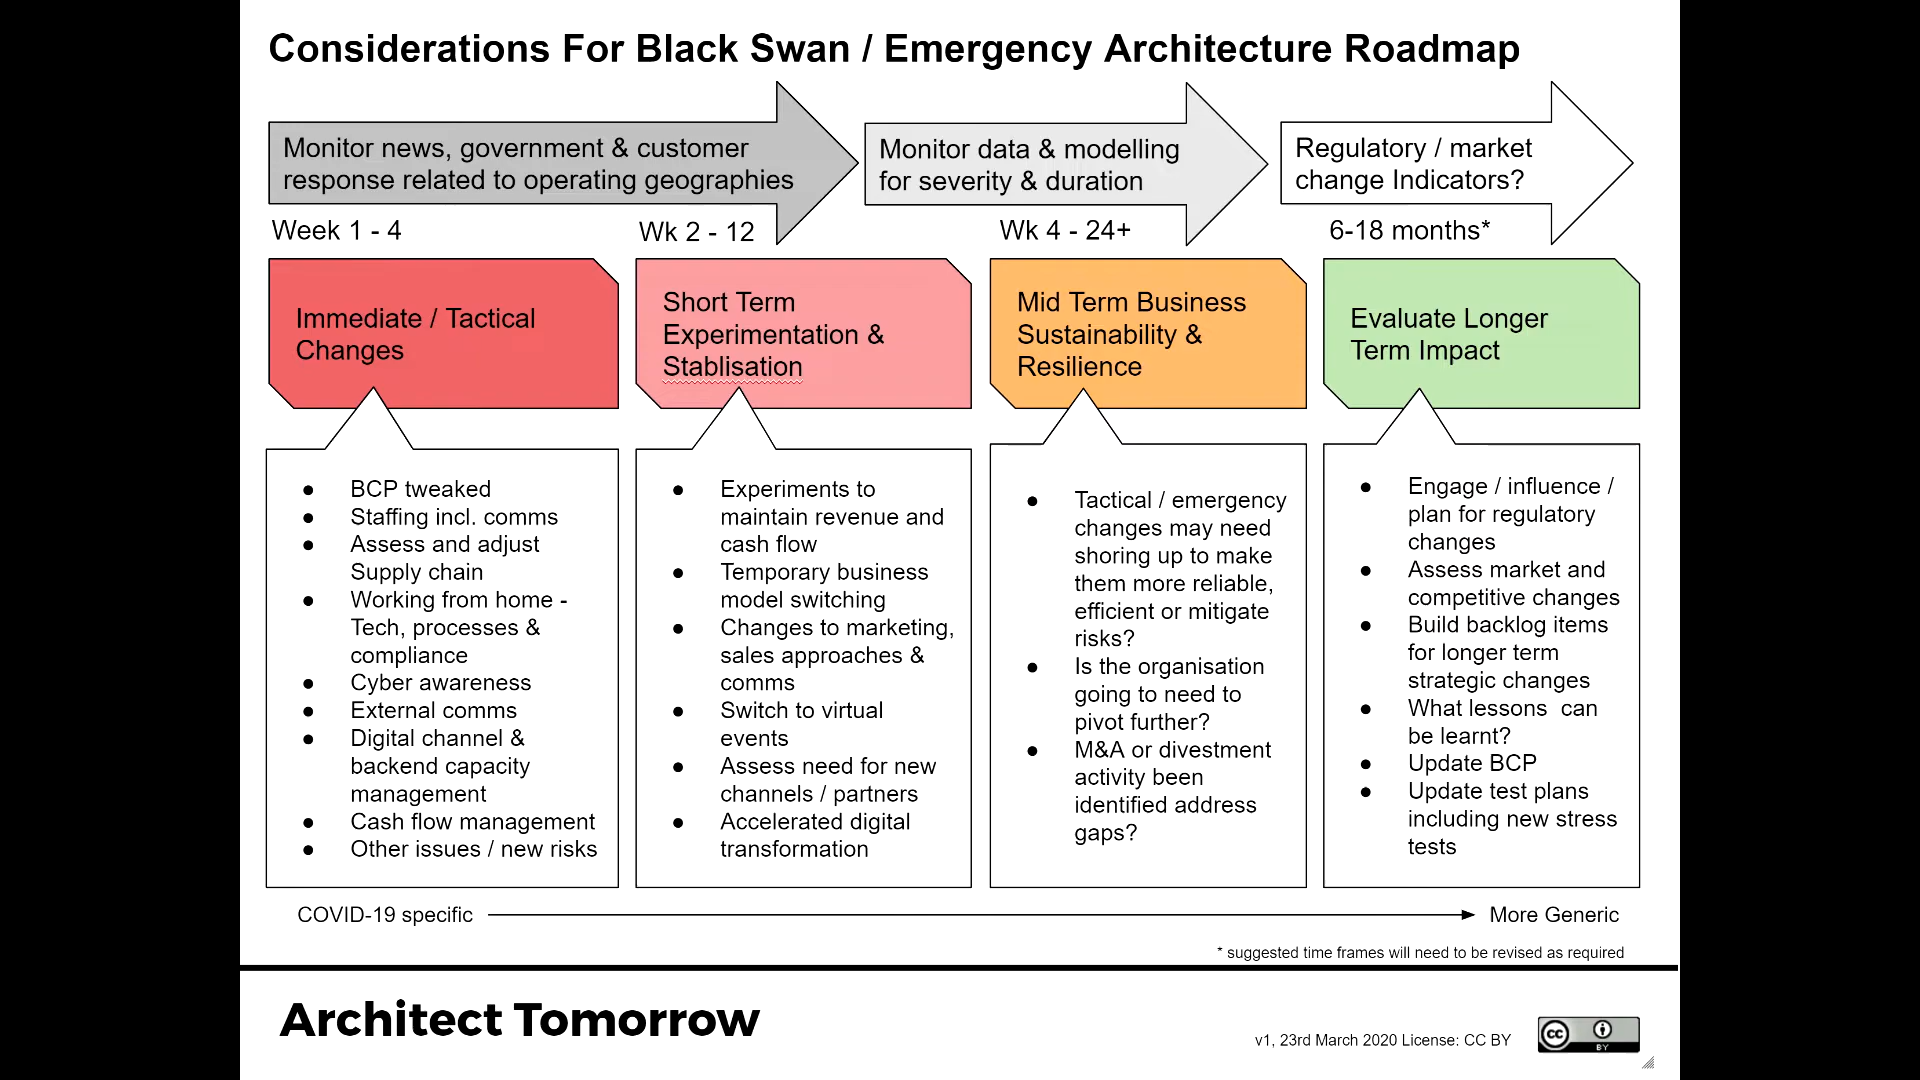 Considerations For Black Swan / Emergency Architecture Roadmap
Monitor news, government & customer
response related to operating geographies
Monitor data & modelling
for severity & duration
Regulatory / market
change Indicators?
Week 1 - 4
Wk 2 - 12
Wk 4 - 24+
6-18 months*
Immediate / Tactical
Changes
Short Term
Experimentation &
Stablisation
Mid Term Business
Sustainability &
Resilience
Evaluate Longer
Term Impact
● BCP tweaked
● Staffing incl. comms
● Assess and adjust
Supply chain
● Working from home -
Tech, processes &
compliance
● Cyber awareness
● External comms
● Digital channel &
backend capacity
management
● Cash flow management
● Other issues / new risks
● Experiments to
maintain revenue and
cash flow
● Temporary business
model switching
● Changes to marketing,
sales approaches &
comms
● Switch to virtual
events
● Assess need for new
channels / partners
● Accelerated digital
transformation
● Tactical / emergency
changes may need
shoring up to make
them more reliable,
efficient or mitigate
risks?
● Is the organisation
going to need to
pivot further?
● M&A or divestment
activity been
identified address
gaps?
● Engage / influence /
plan for regulatory
changes
● Assess market and
competitive changes
● Build backlog items
for longer term
strategic changes
● What lessons  can
be learnt?
● Update BCP
● Update test plans
including new stress
tests
COVID-19 specific
More Generic
* suggested time frames will need to be revised as required
Architect Tomorrow
v1, 23rd March 2020 License: CC BY
cc
BY